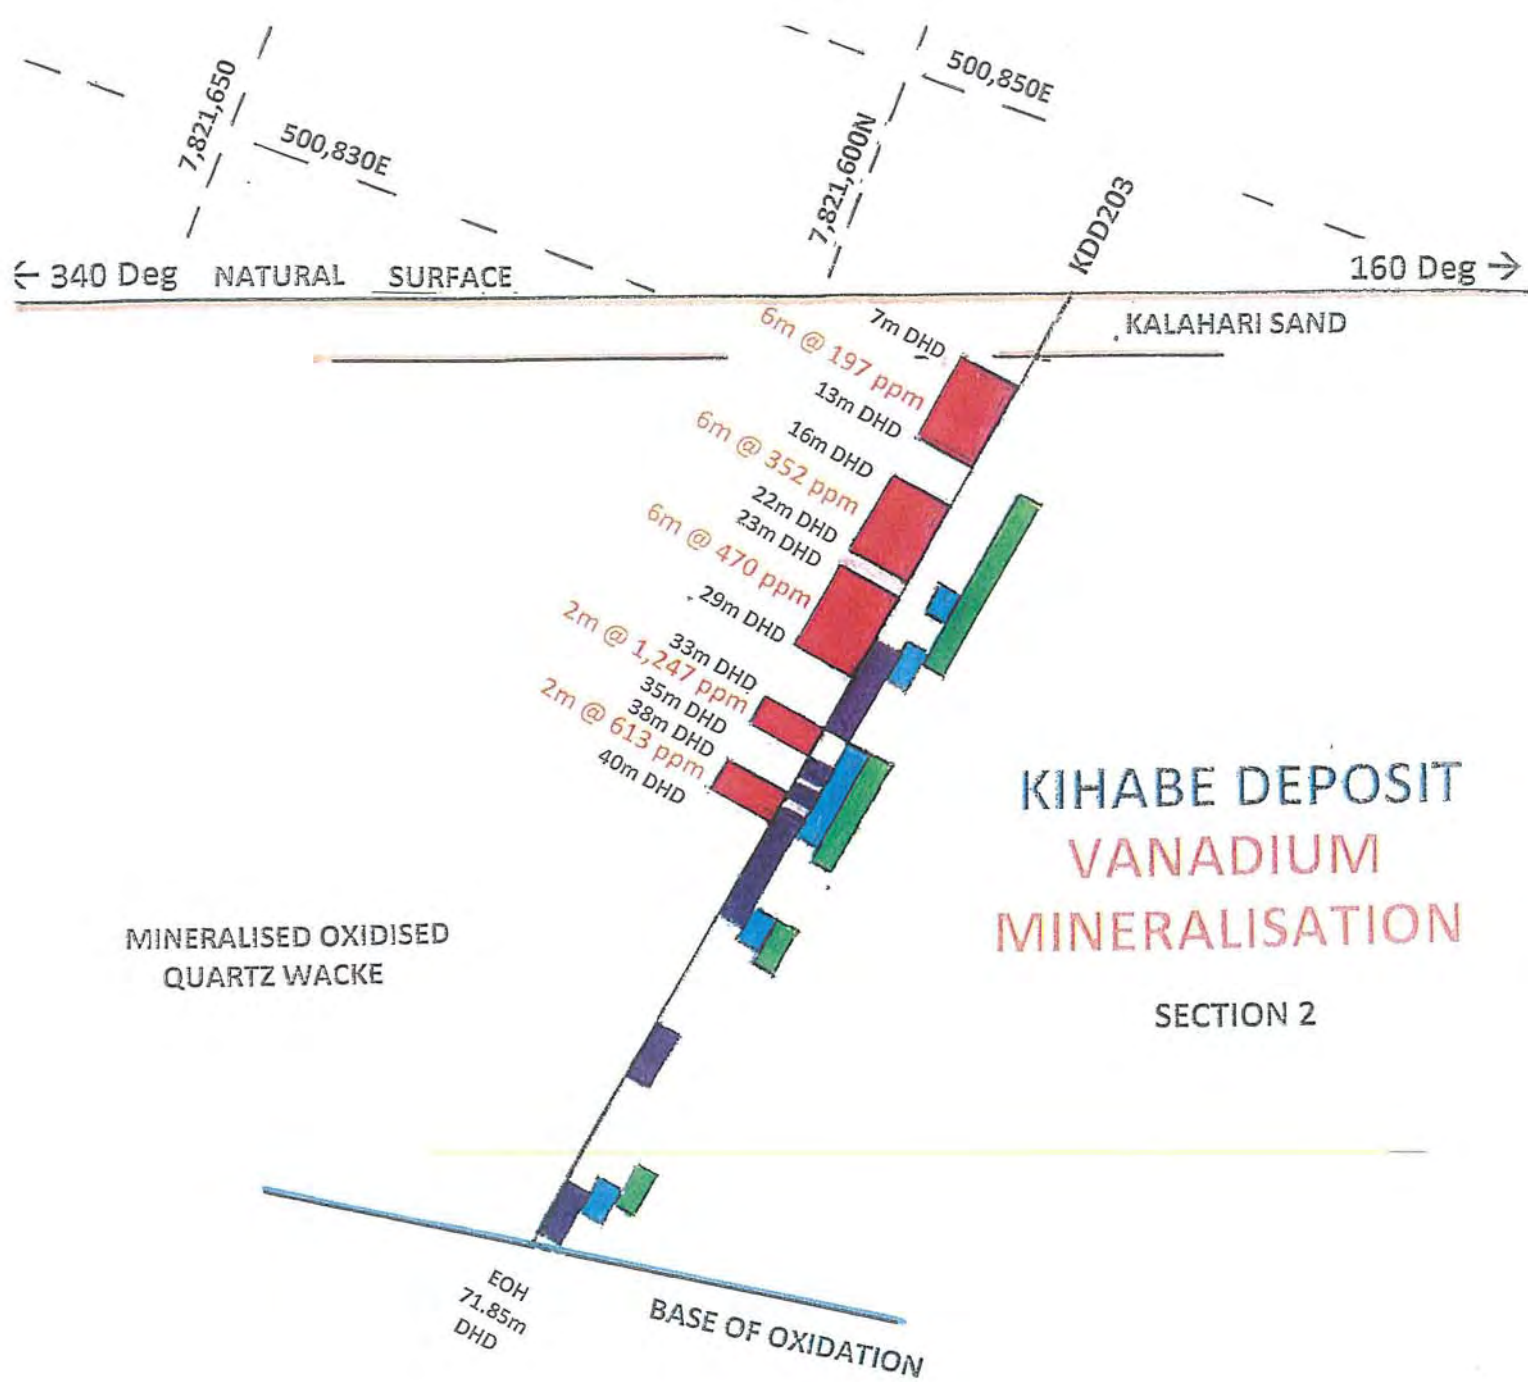 7,821,650
500,830E
7,821,600N
500,850E
KDD203
← 340 Deg NATURAL SURFACE
160 Deg →
KALAHARI SAND
7m DHD
6m @ 197 ppm
13m DHD
16m DHD
6m @ 352 ppm
22m DHD
23m DHD
6m @ 470 ppm
29m DHD
33m DHD
2m @ 1,247 ppm
35m DHD
38m DHD
2m @ 613 ppm
40m DHD
KIHABE DEPOSIT
VANADIUM
MINERALISATION
SECTION 2
MINERALISED OXIDISED
QUARTZ WACKE
EOH
71.85m
DHD
BASE OF OXIDATION